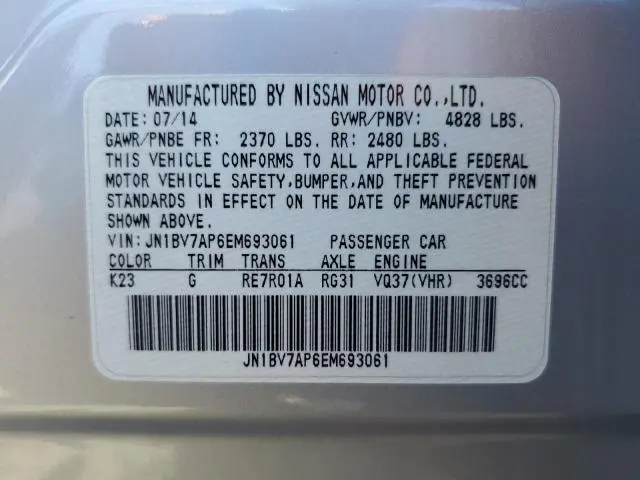 MANUFACTURED BY NISSAN MOTOR CO.,LTD.
DATE: 07/14 GVWR/PNBV: 4828 LBS.
GAWR/PNBE FR: 2370 LBS. RR: 2480 LBS.
THIS VEHICLE CONFORMS TO ALL APPLICABLE FEDERAL
MOTOR VEHICLE SAFETY,BUMPER,AND THEFT PREVENTION
STANDARDS IN EFFECT ON THE DATE OF MANUFACTURE
SHOWN ABOVE.
VIN: JN1BV7AP6EM693061 PASSENGER CAR
COLOR TRIM TRANS AXLE ENGINE
K23 G RE7R01A RG31 VQ37(VHR) 3696CC
JN1BV7AP6EM693061